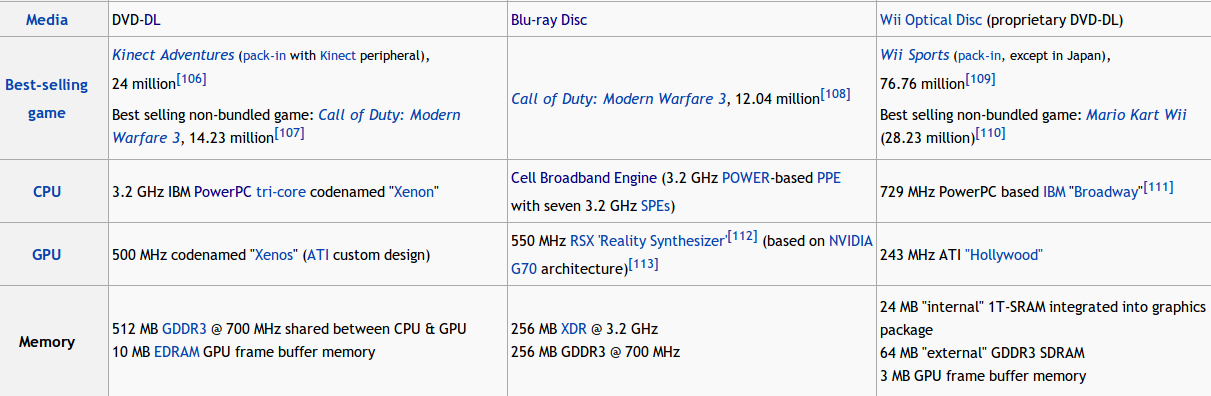 Media
DVD-DL
Blu-ray Disc
Wii Optical Disc (proprietary DVD-DL)
Best-selling
game
Kinect Adventures (pack-in with Kinect peripheral),
24 million[106]
Best selling non-bundled game: Call of Duty: Modern
Warfare 3, 14.23 million[107]
Call of Duty: Modern Warfare 3, 12.04 million[108]
Wii Sports (pack-in, except in Japan),
76.76 million[109]
Best selling non-bundled game: Mario Kart Wii
(28.23 million)[110]
CPU
3.2 GHz IBM PowerPC tri-core codenamed "Xenon"
Cell Broadband Engine (3.2 GHz POWER-based PPE
with seven 3.2 GHz SPEs)
729 MHz PowerPC based IBM "Broadway"[111]
GPU
500 MHz codenamed "Xenos" (ATI custom design)
550 MHz RSX 'Reality Synthesizer'[112] (based on NVIDIA
G70 architecture)[113]
243 MHz ATI "Hollywood"
Memory
512 MB GDDR3 @ 700 MHz shared between CPU & GPU
10 MB EDRAM GPU frame buffer memory
256 MB XDR @ 3.2 GHz
256 MB GDDR3 @ 700 MHz
24 MB "internal" 1T-SRAM integrated into graphics
package
64 MB "external" GDDR3 SDRAM
3 MB GPU frame buffer memory